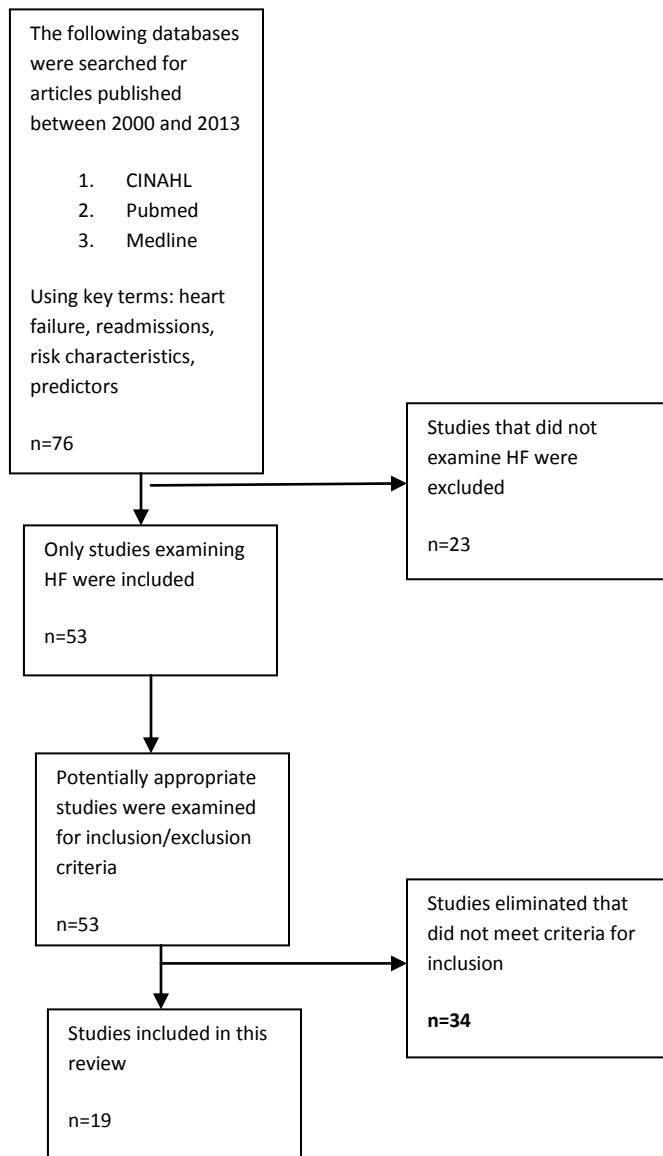 The following databases
were searched for
articles published
between 2000 and 2013
1. CINAHL
2. Pubmed
3. Medline
Using key terms: heart
failure, readmissions,
risk characteristics,
predictors
n=76
Studies that did not
examine HF were
excluded
n=23
Only studies examining
HF were included
n=53
Potentially appropriate
studies were examined
for inclusion/exclusion
criteria
n=53
Studies eliminated that
did not meet criteria for
inclusion
n=34
Studies included in this
review
n=19